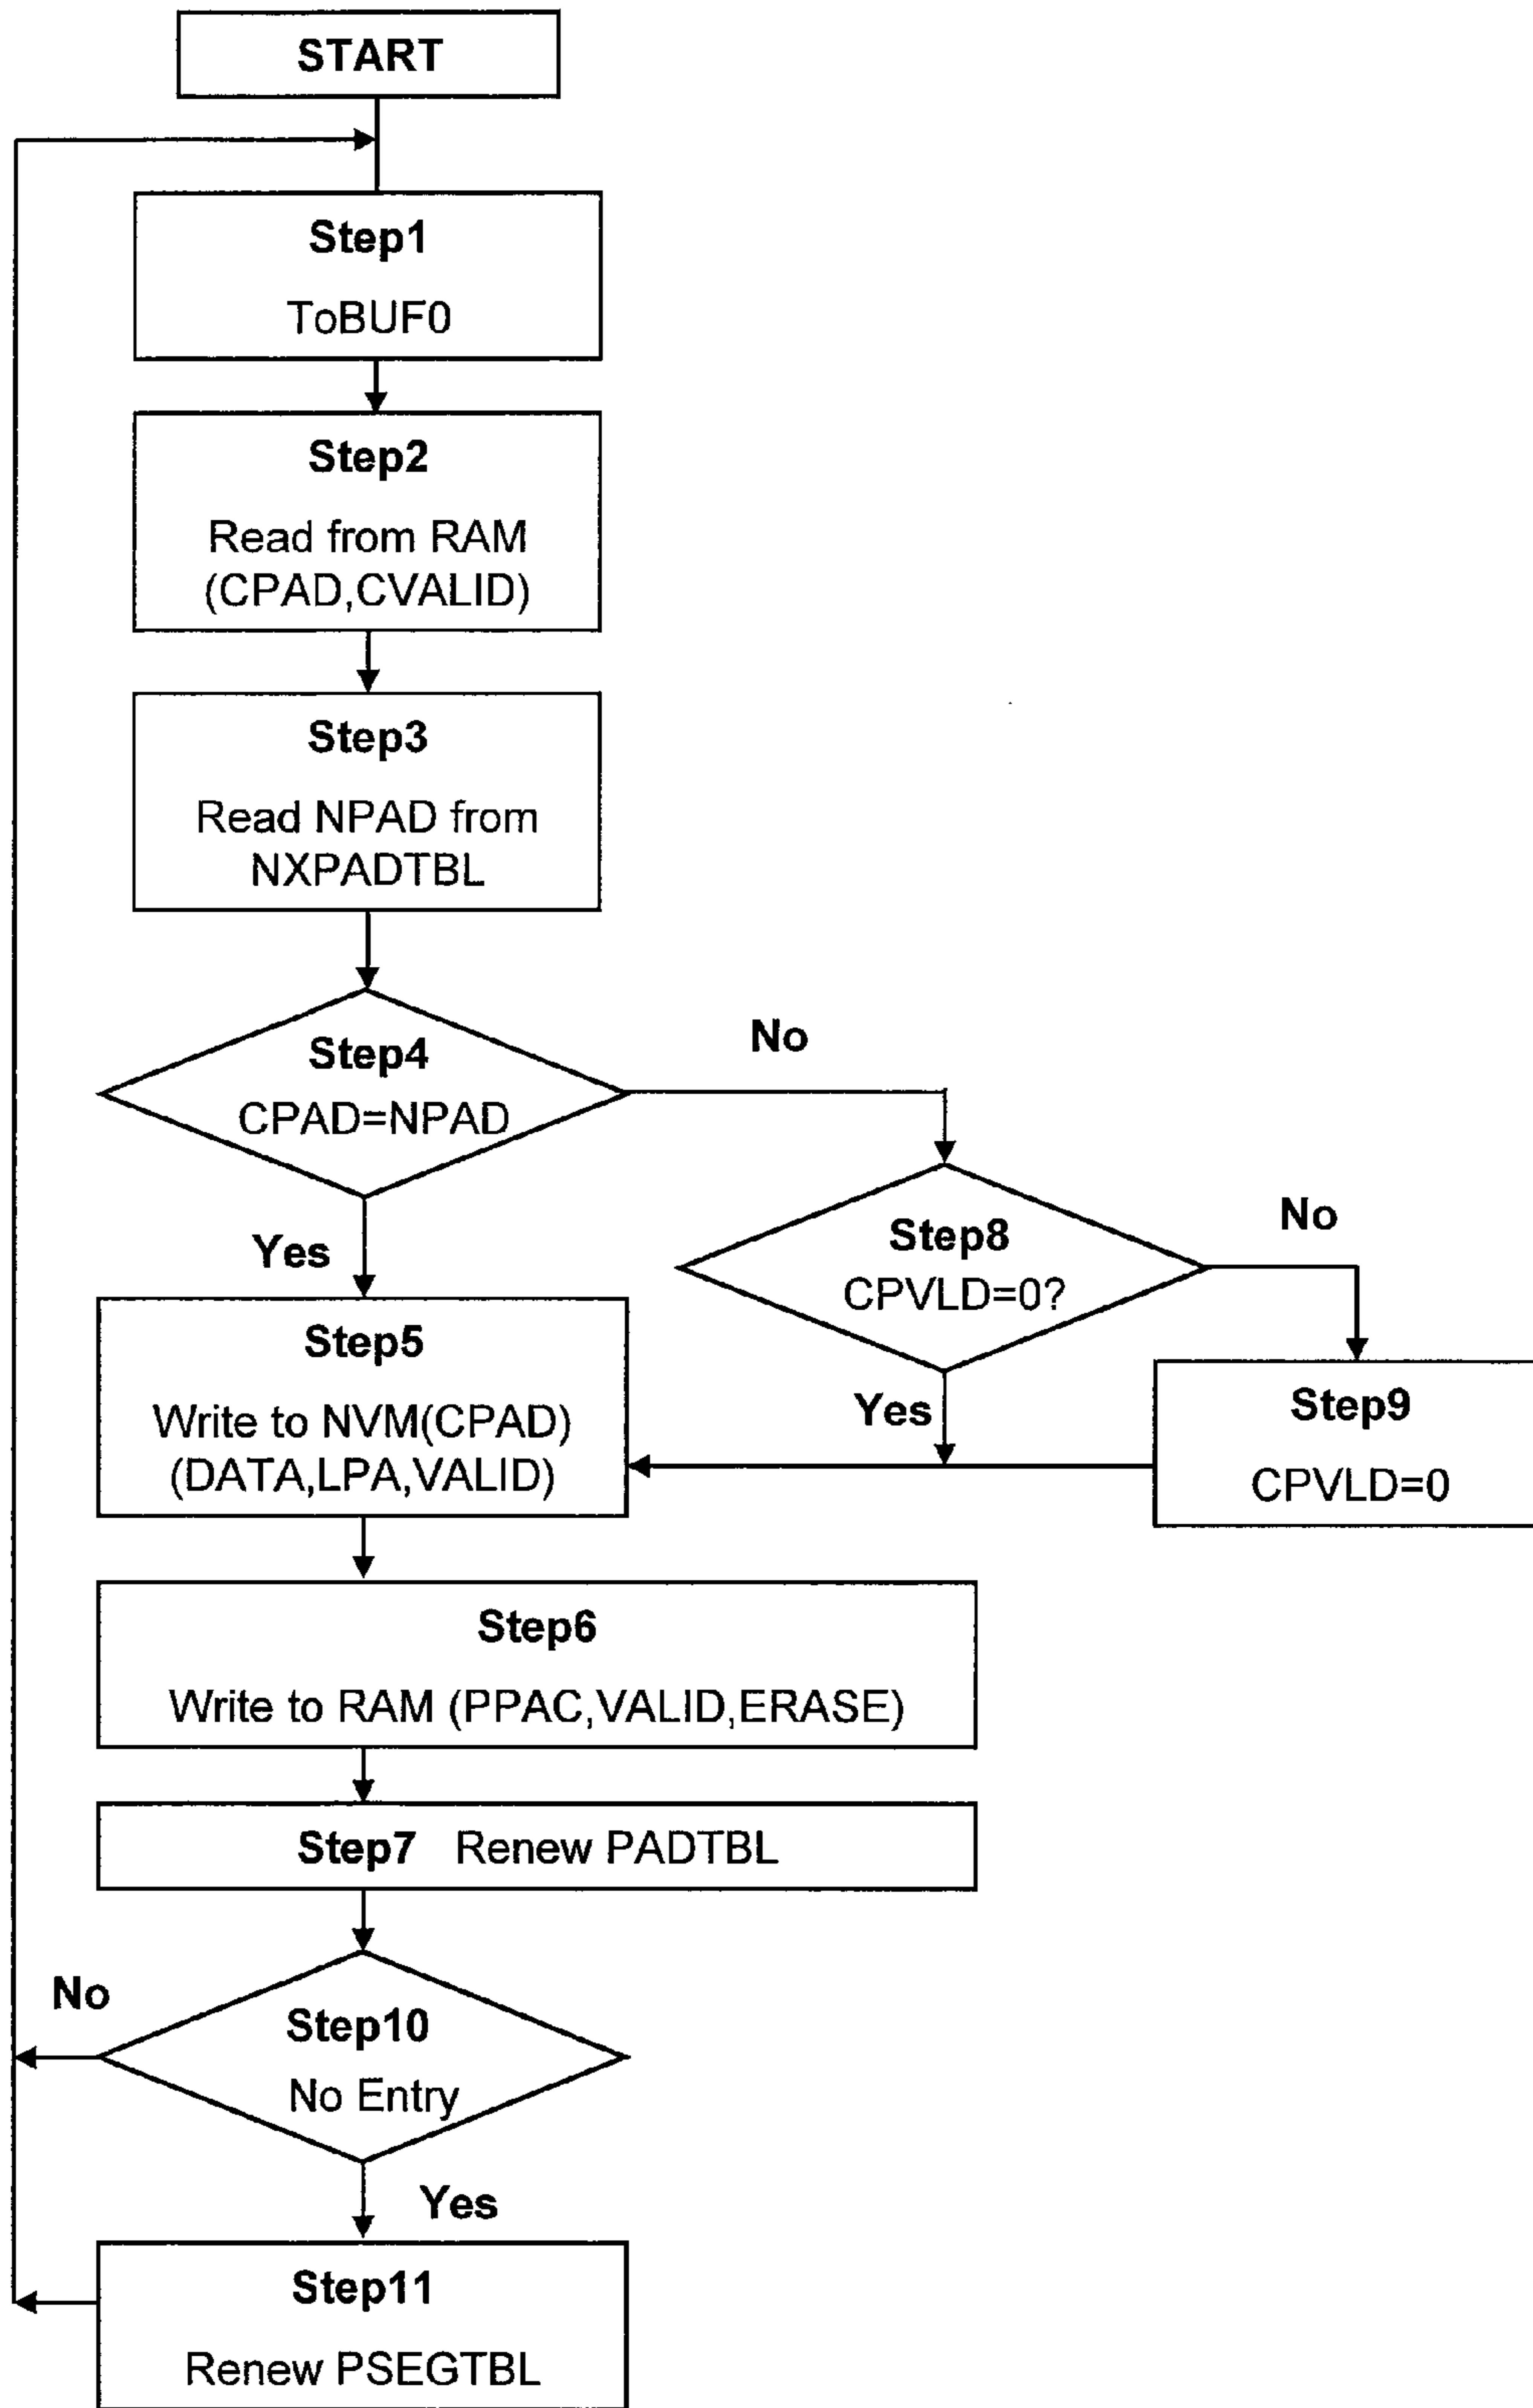 START
Step1
ToBUF0
Step2
Read from RAM
(CPAD,CVALID)
Step3
Read NPAD from
NXPADTBL
Step4
CPAD=NPAD
No
Yes
Step8
CPVLD=0?
No
Yes
Step9
CPVLD=0
Step5
Write to NVM(CPAD)
(DATA,LPA,VALID)
Step6
Write to RAM (PPAC,VALID,ERASE)
Step7 Renew PADTBL
Step10
No Entry
No
Yes
Step11
Renew PSEGTBL